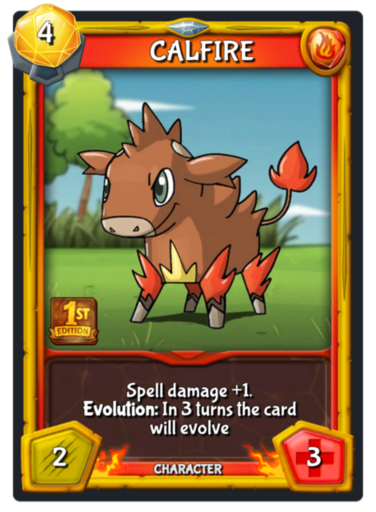 4
CALFIRE
1ST
EDITION
Spell damage +1.
Evolution: In 3 turns the card
will evolve
2
CHARACTER
3